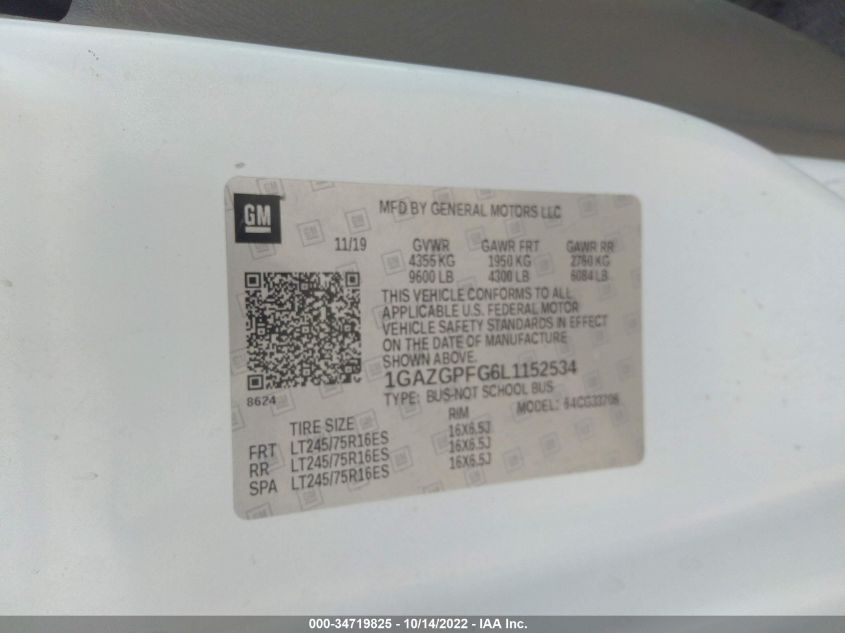 GM
MFD BY GENERAL MOTORS LLC
11/19 GVWR GAWR FRT GAWR RR
4355 KG 1950 KG 2760 KG
9600 LB 4300 LB 6084 LB
THIS VEHICLE CONFORMS TO ALL
APPLICABLE U.S. FEDERAL MOTOR
VEHICLE SAFETY STANDARDS IN EFFECT
ON THE DATE OF MANUFACTURE
SHOWN ABOVE.
1GAZGPFG6L1152534
8624
TYPE: BUS-NOT SCHOOL BUS
MODEL:
TIRE SIZE RIM
FRT LT245/75R16ES 16X6.5J
RR LT245/75R16ES 16X6.5J
SPA LT245/75R16ES 16X6.5J
000-34719825 - 10/14/2022 - IAA Inc.